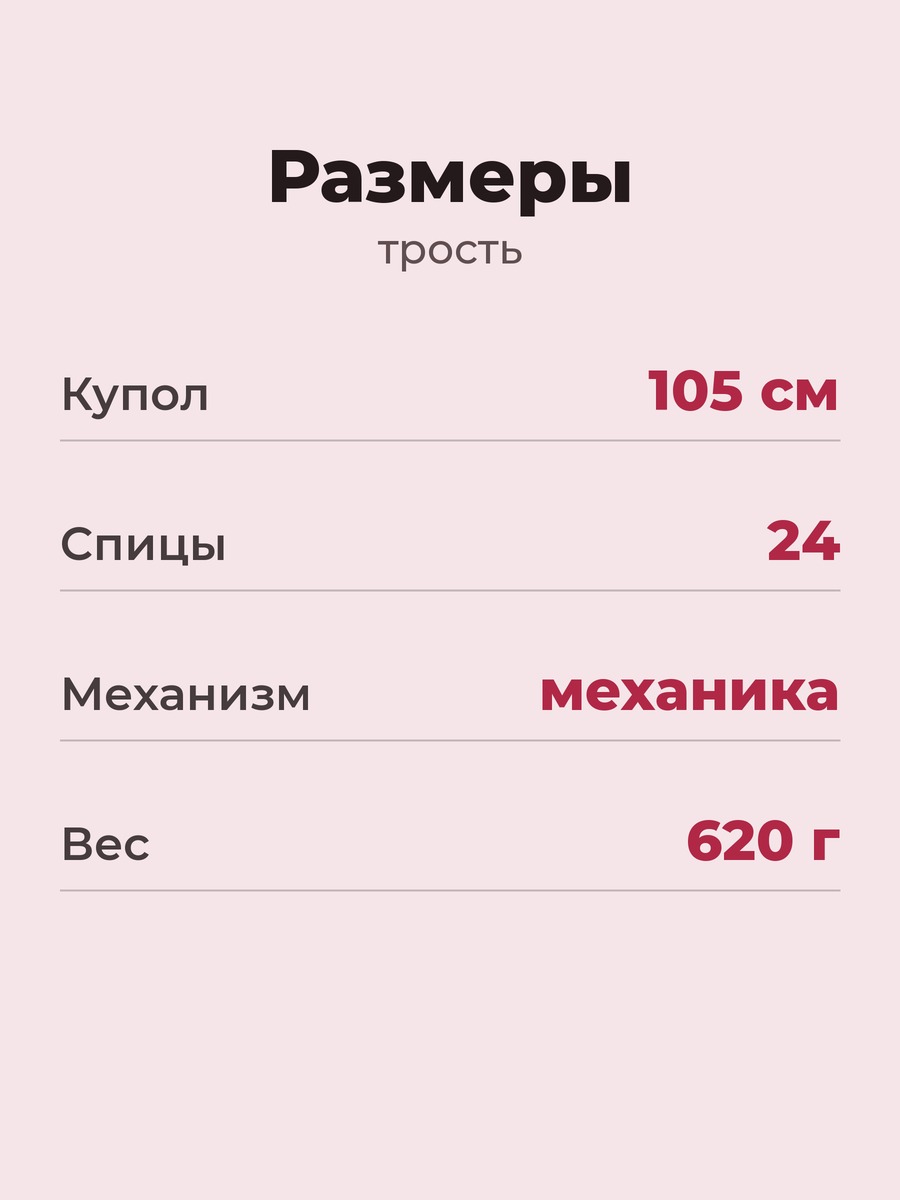 Размеры
трость
Купол 105 см
Спицы 24
Механизм механика
Вес 620 г